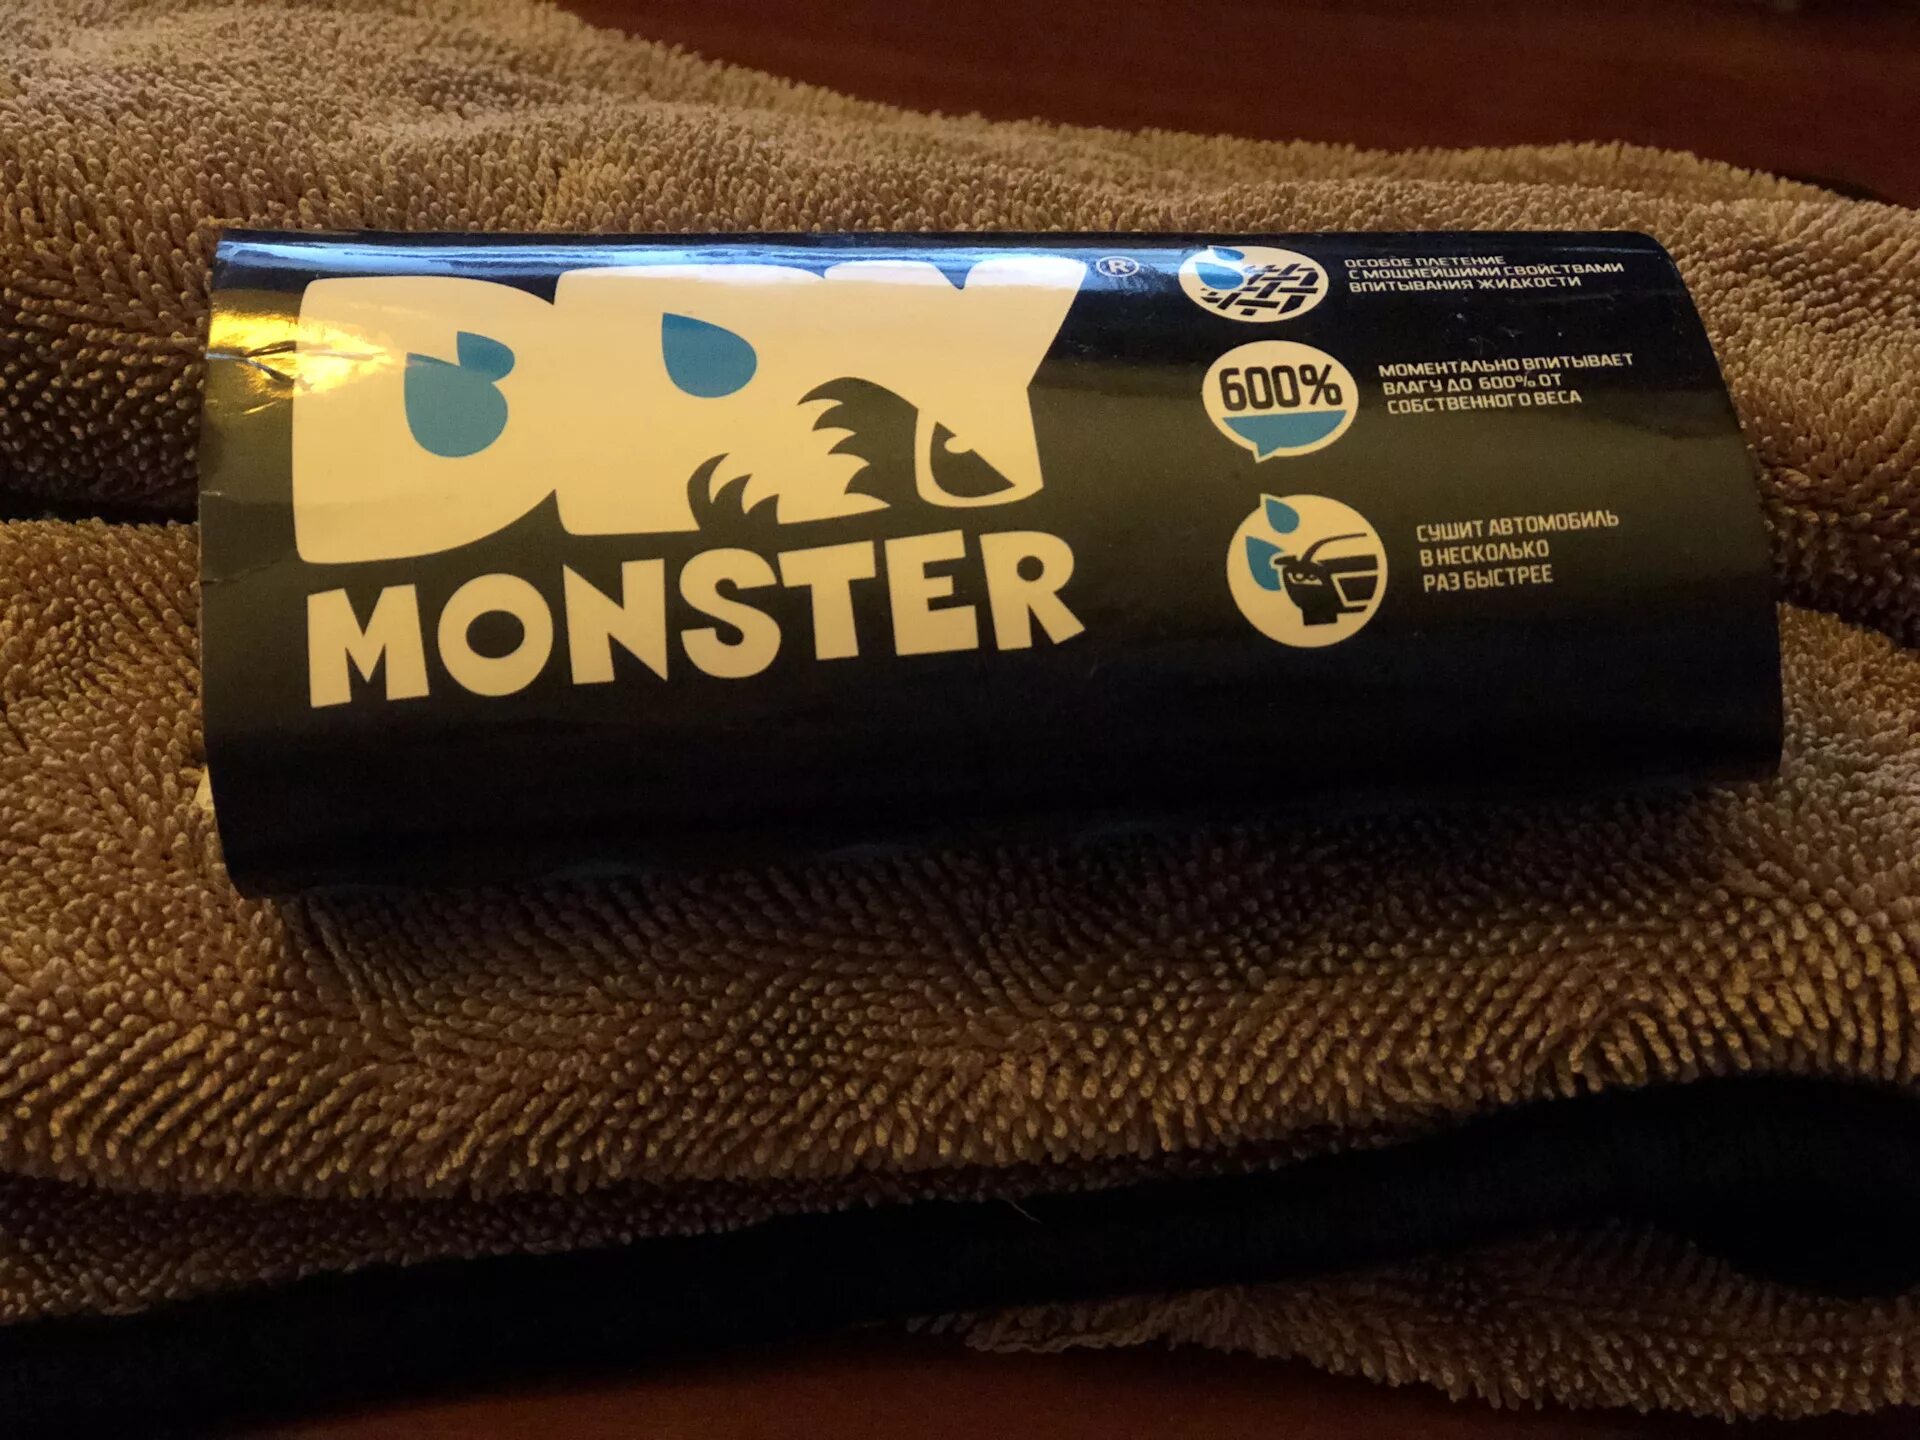 DRY
MONSTER
®
ОСОБОЕ ПЛЕТЕНИЕ
С МОЩНЕЙШИМИ СВОЙСТВАМИ
ВПИТЫВАНИЯ ЖИДКОСТИ
600%
МОМЕНТАЛЬНО ВПИТЫВАЕТ
ВЛАГУ ДО 600% ОТ
СОБСТВЕННОГО ВЕСА
СУШИТ АВТОМОБИЛЬ
В НЕСКОЛЬКО
РАЗ БЫСТРЕЕ